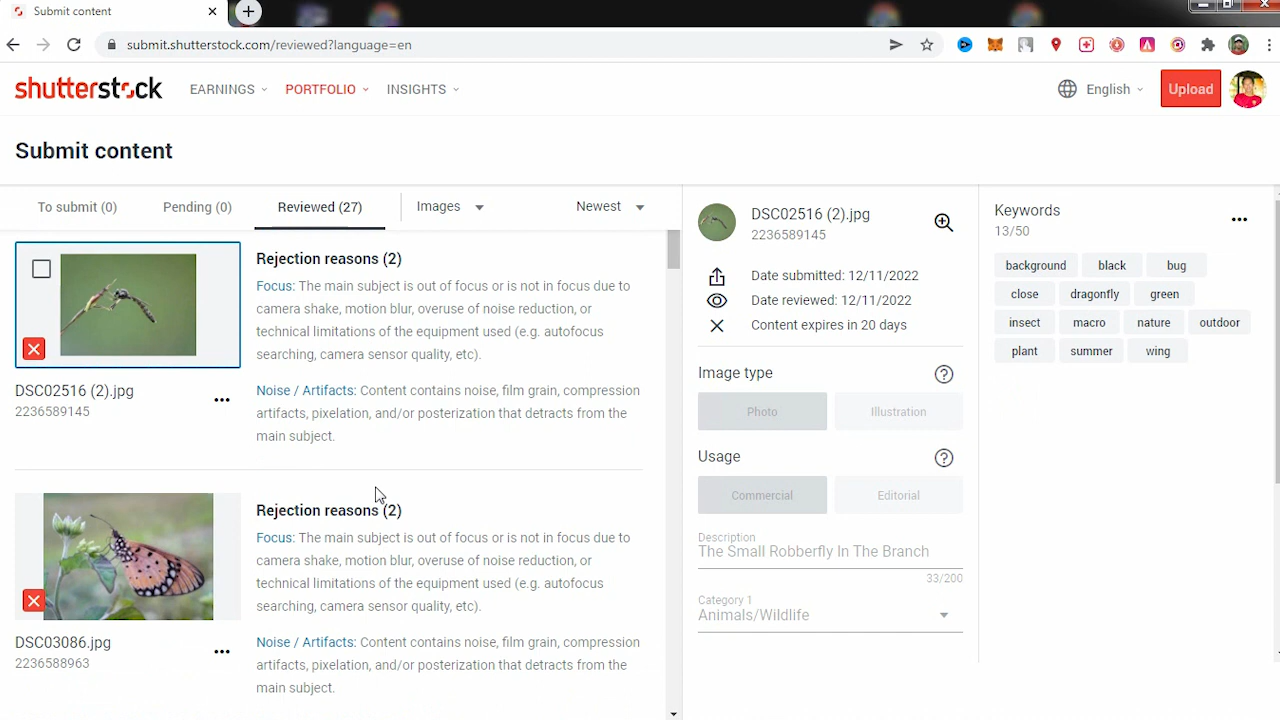 Submit content
submit.shutterstock.com/reviewed?language=en
shutterstock
EARNINGS
PORTFOLIO
INSIGHTS
English
Upload
Submit content
To submit (0)
Pending (0)
Reviewed (27)
Images
Newest
Rejection reasons (2)
Focus: The main subject is out of focus or is not in focus due to
camera shake, motion blur, overuse of noise reduction, or
technical limitations of the equipment used (e.g. autofocus
searching, camera sensor quality, etc).
Noise / Artifacts: Content contains noise, film grain, compression
artifacts, pixelation, and/or posterization that detracts from the
main subject.
DSC02516 (2).jpg
2236589145
Rejection reasons (2)
Focus: The main subject is out of focus or is not in focus due to
camera shake, motion blur, overuse of noise reduction, or
technical limitations of the equipment used (e.g. autofocus
searching, camera sensor quality, etc).
Noise / Artifacts: Content contains noise, film grain, compression
artifacts, pixelation, and/or posterization that detracts from the
main subject.
DSC03086.jpg
2236588963
DSC02516 (2).jpg
2236589145
Date submitted: 12/11/2022
Date reviewed: 12/11/2022
Content expires in 20 days
Image type
Photo
Illustration
Usage
Commercial
Editorial
Description
The Small Robberfly In The Branch
33/200
Category 1
Animals/Wildlife
Keywords
13/50
background black bug
close dragonfly green
insect macro nature outdoor
plant summer wing